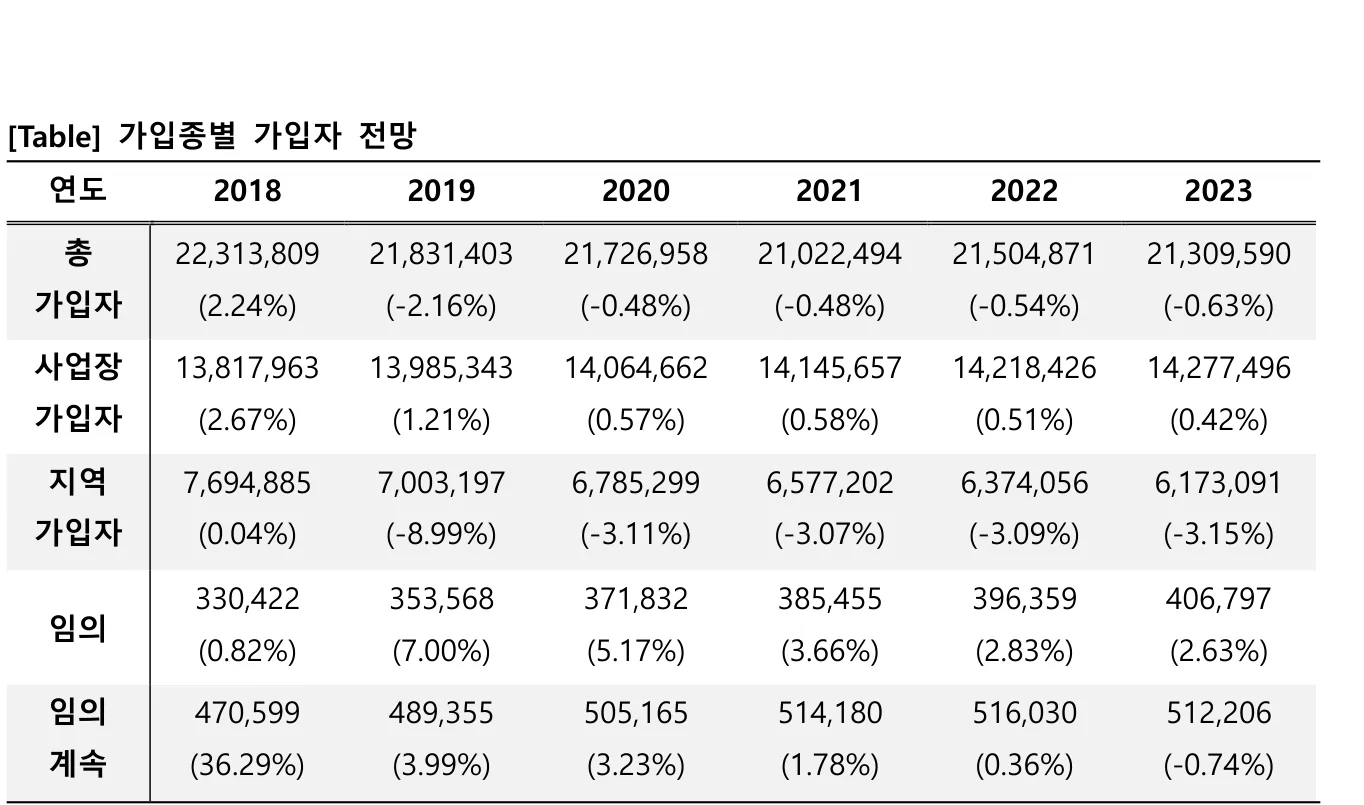 [Table] 가입종별 가입자 전망
연도 2018 2019 2020 2021 2022 2023
총 22,313,809 21,831,403 21,726,958 21,022,494 21,504,871 21,309,590
가입자 (2.24%) (-2.16%) (-0.48%) (-0.48%) (-0.54%) (-0.63%)
사업장 13,817,963 13,985,343 14,064,662 14,145,657 14,218,426 14,277,496
가입자 (2.67%) (1.21%) (0.57%) (0.58%) (0.51%) (0.42%)
지역 7,694,885 7,003,197 6,785,299 6,577,202 6,374,056 6,173,091
가입자 (0.04%) (-8.99%) (-3.11%) (-3.07%) (-3.09%) (-3.15%)
임의 330,422 353,568 371,832 385,455 396,359 406,797
(0.82%) (7.00%) (5.17%) (3.66%) (2.83%) (2.63%)
임의 470,599 489,355 505,165 514,180 516,030 512,206
계속 (36.29%) (3.99%) (3.23%) (1.78%) (0.36%) (-0.74%)